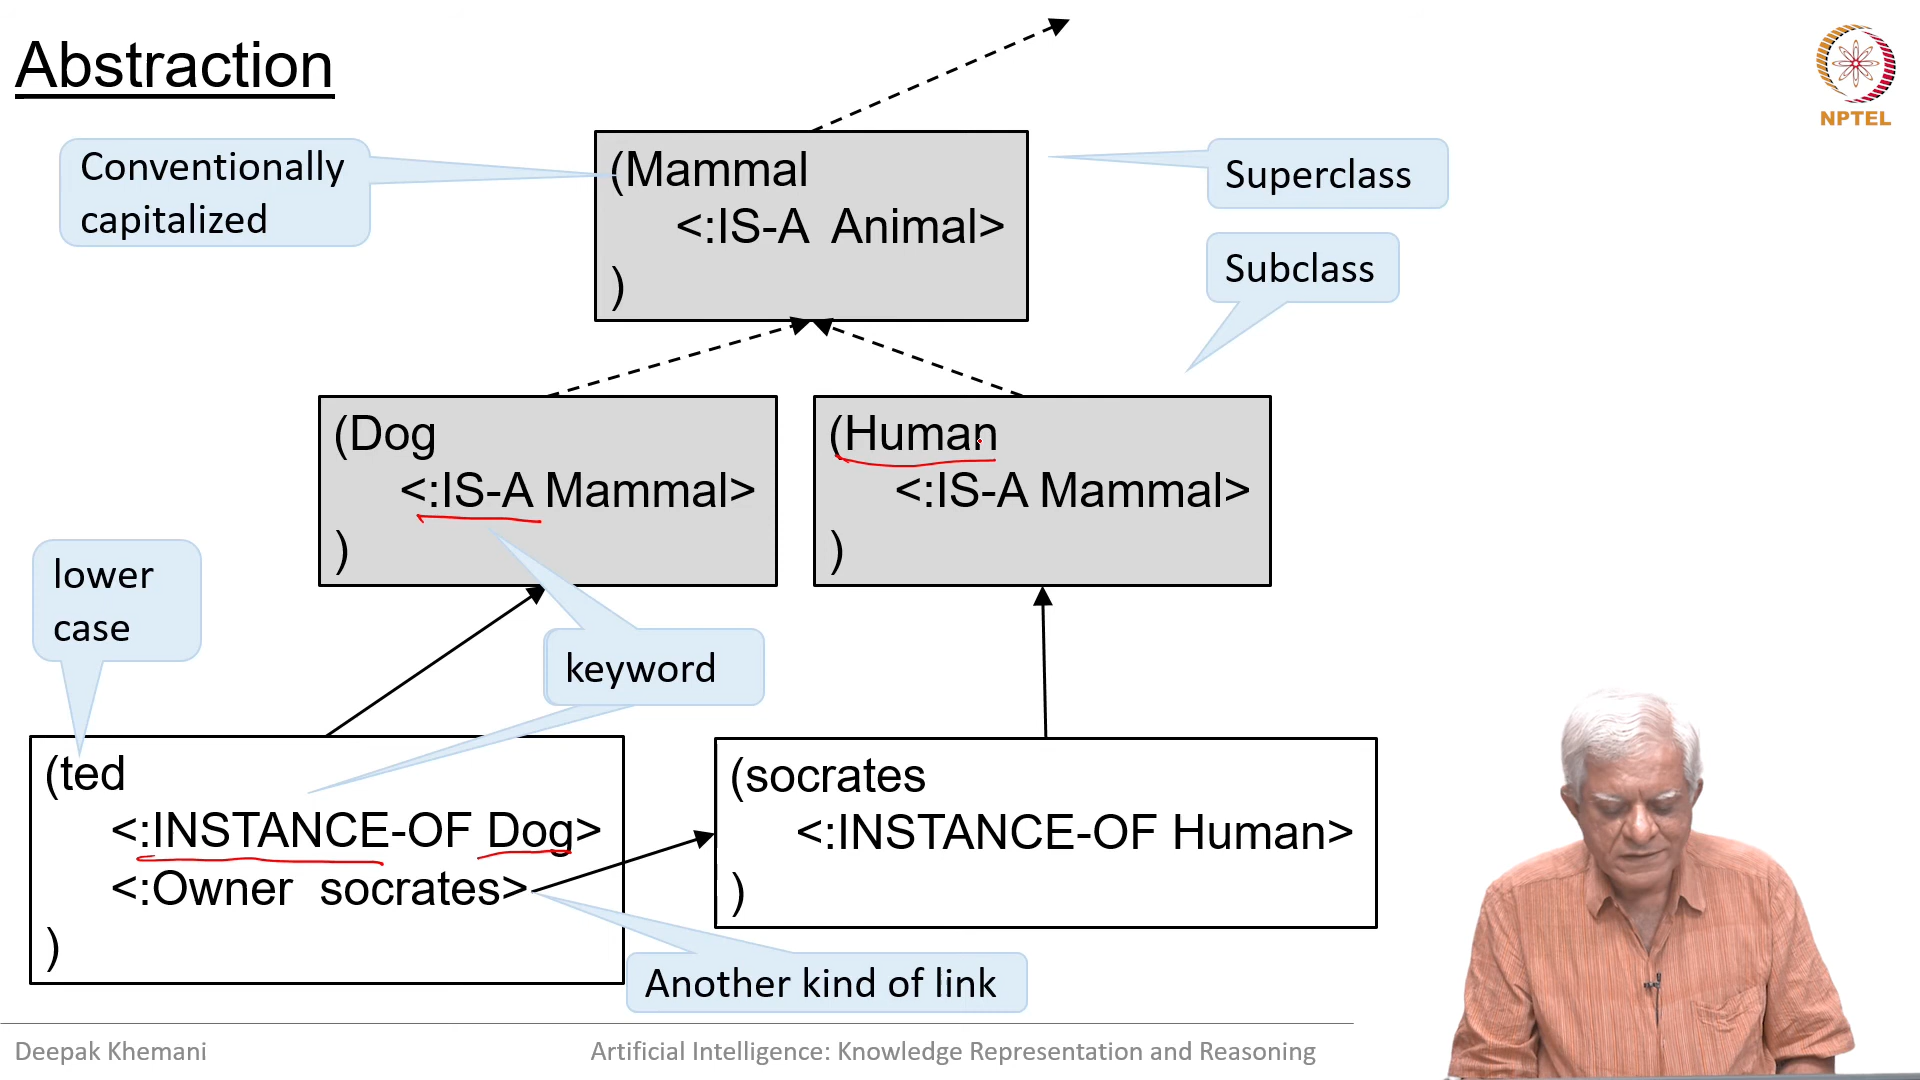 Abstraction
NPTEL
Conventionally
capitalized
(Mammal
<:IS-A Animal>
)
Superclass
Subclass
(Dog
<:IS-A Mammal>
)
(Human
<:IS-A Mammal>
)
lower
case
keyword
(ted
<:INSTANCE-OF Dog>
<:Owner socrates>
)
(socrates
<:INSTANCE-OF Human>
)
Another kind of link
Deepak Khemani
Artificial Intelligence: Knowledge Representation and Reasoning